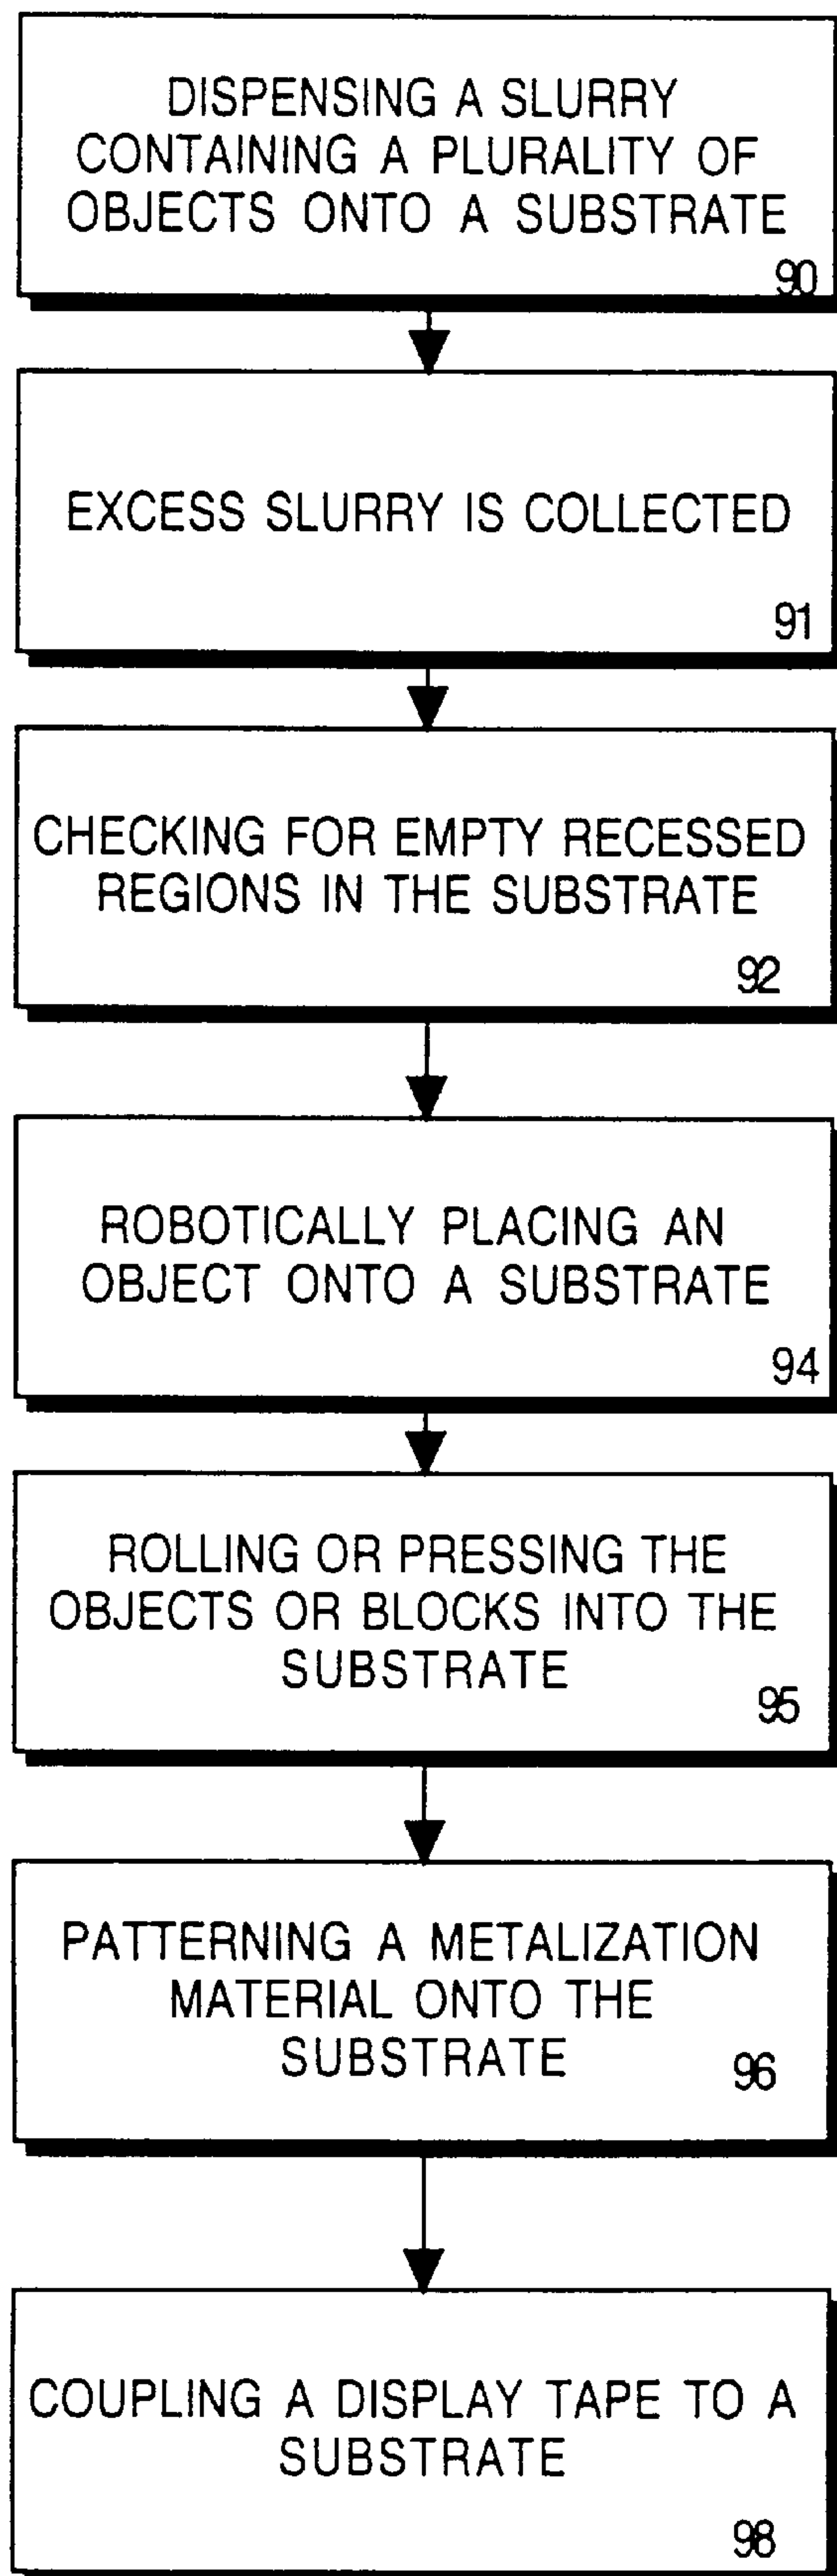 DISPENSING A SLURRY
CONTAINING A PLURALITY OF
OBJECTS ONTO A SUBSTRATE
90
EXCESS SLURRY IS COLLECTED
91
CHECKING FOR EMPTY RECESSED
REGIONS IN THE SUBSTRATE
92
ROBOTICALLY PLACING AN
OBJECT ONTO A SUBSTRATE
94
ROLLING OR PRESSING THE
OBJECTS OR BLOCKS INTO THE
SUBSTRATE
95
PATTERNING A METALIZATION
MATERIAL ONTO THE
SUBSTRATE
96
COUPLING A DISPLAY TAPE TO A
SUBSTRATE
98